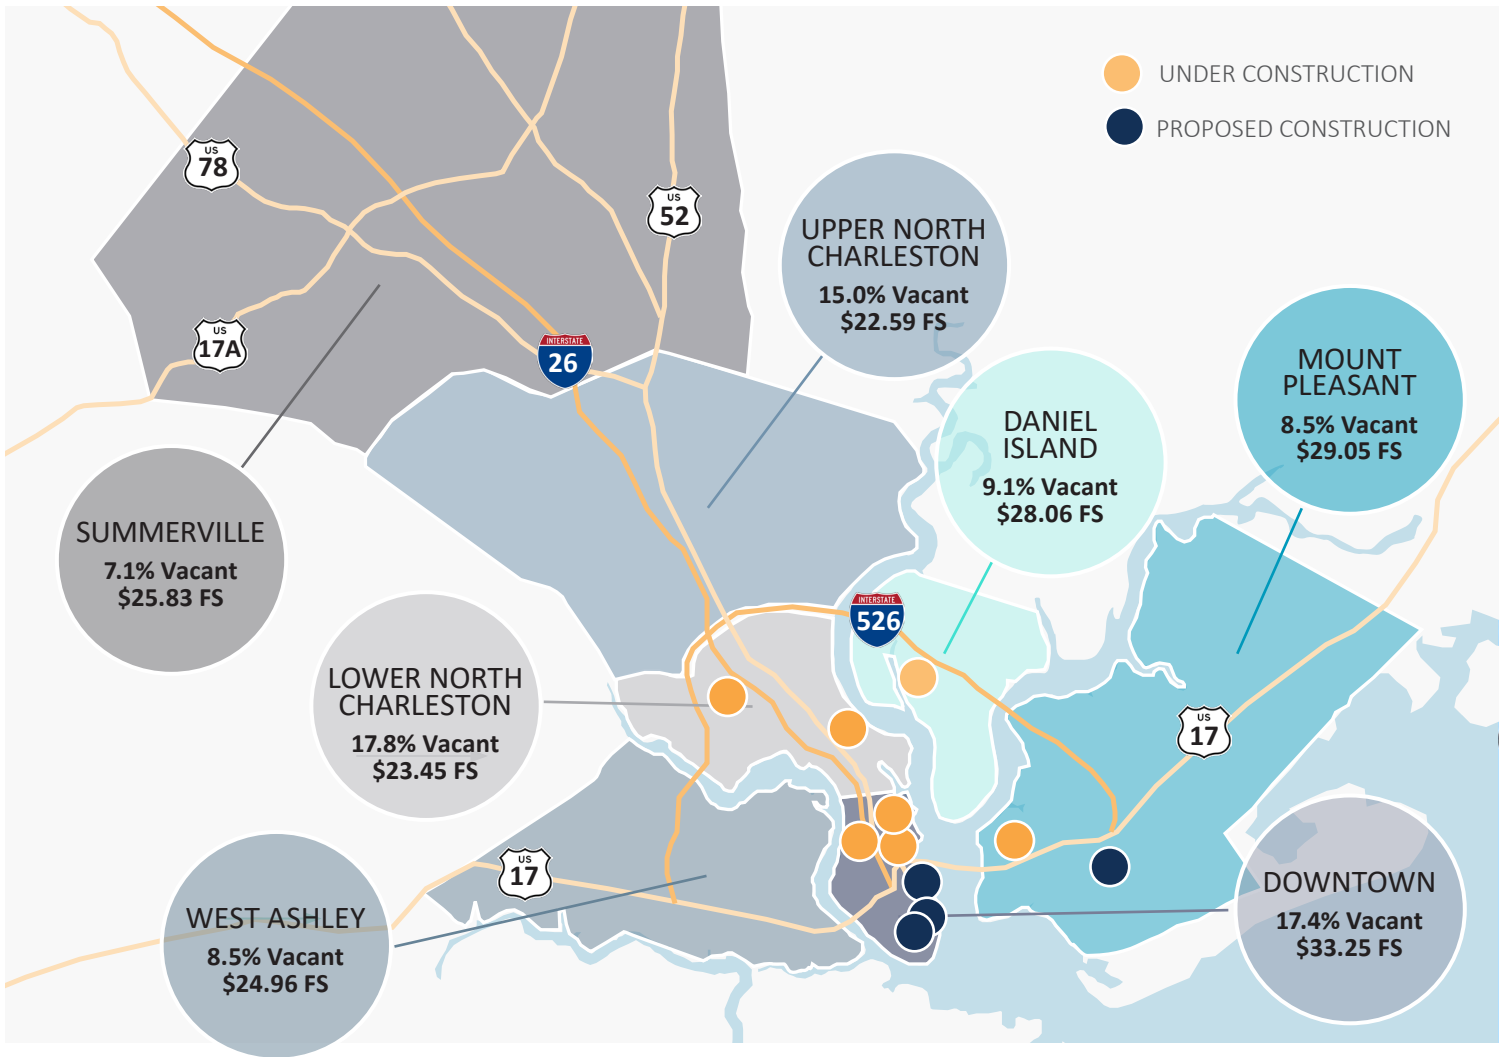 UNDER CONSTRUCTION
PROPOSED CONSTRUCTION
US
78
US
52
US
17A
INTERSTATE
26
UPPER NORTH
CHARLESTON
15.0% Vacant
$22.59 FS
MOUNT
PLEASANT
8.5% Vacant
$29.05 FS
DANIEL
ISLAND
9.1% Vacant
$28.06 FS
SUMMERVILLE
7.1% Vacant
$25.83 FS
INTERSTATE
526
LOWER NORTH
CHARLESTON
17.8% Vacant
$23.45 FS
US
17
US
17
WEST ASHLEY
8.5% Vacant
$24.96 FS
DOWNTOWN
17.4% Vacant
$33.25 FS